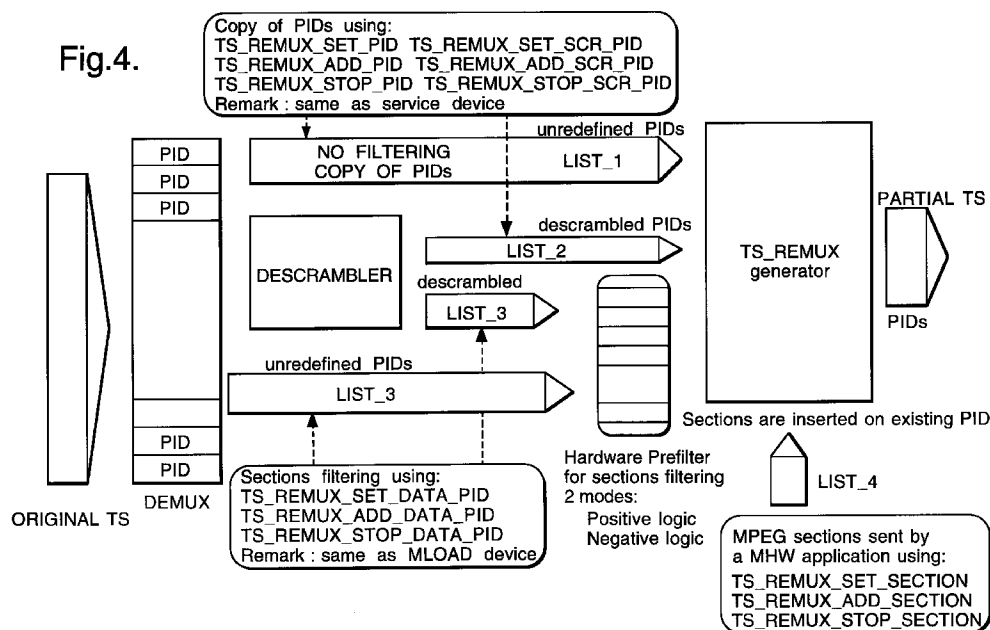 Fig.4.
Copy of PIDs using:
TS_REMUX_SET_PID TS_REMUX_SET_SCR_PID
TS_REMUX_ADD_PID TS_REMUX_ADD_SCR_PID
TS_REMUX_STOP_PID TS_REMUX_STOP_SCR_PID
Remark : same as service device
PID
PID
PID
PID
PID
DEMUX
ORIGINAL TS
unredefined PIDs
NO FILTERING
COPY OF PIDs
LIST_1
DESCRAMBLER
descrambled PIDs
LIST_2
descrambled
LIST_3
unredefined PIDs
LIST_3
TS_REMUX
generator
PARTIAL TS
PIDs
Sections are inserted on existing PID
Sections filtering using:
TS_REMUX_SET_DATA_PID
TS_REMUX_ADD_DATA_PID
TS_REMUX_STOP_DATA_PID
Remark : same as MLOAD device
Hardware Prefilter
for sections filtering
2 modes:
Positive logic
Negative logic
LIST_4
MPEG sections sent by
a MHW application using:
TS_REMUX_SET_SECTION
TS_REMUX_ADD_SECTION
TS_REMUX_STOP_SECTION